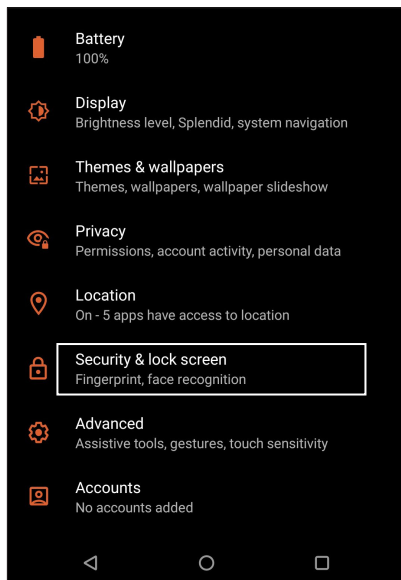 Battery
100%
Display
Brightness level, Splendid, system navigation
Themes & wallpapers
Themes, wallpapers, wallpaper slideshow
Privacy
Permissions, account activity, personal data
Location
On - 5 apps have access to location
Security & lock screen
Fingerprint, face recognition
Advanced
Assistive tools, gestures, touch sensitivity
Accounts
No accounts added